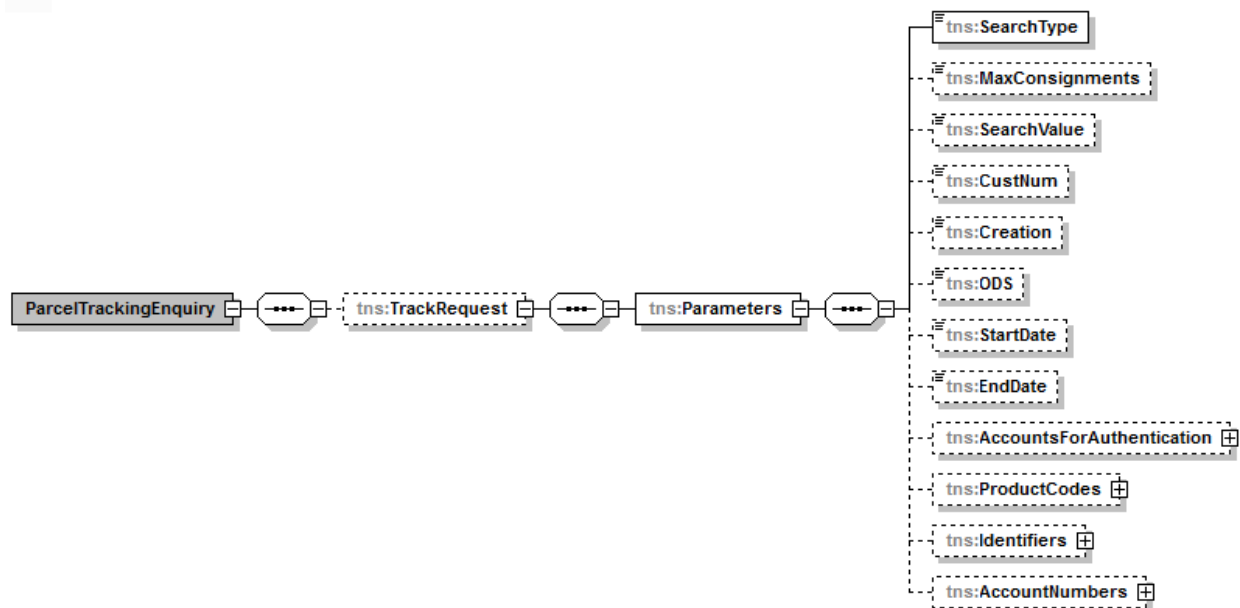 tns:SearchType
tns:MaxConsignments
tns:SearchValue
tns:CustNum
tns:Creation
ParcelTrackingEnquiry tns:TrackRequest tns:Parameters tns:ODS
tns:StartDate
tns:EndDate
tns:AccountsForAuthentication
tns:ProductCodes
tns:Identifiers
tns:AccountNumbers